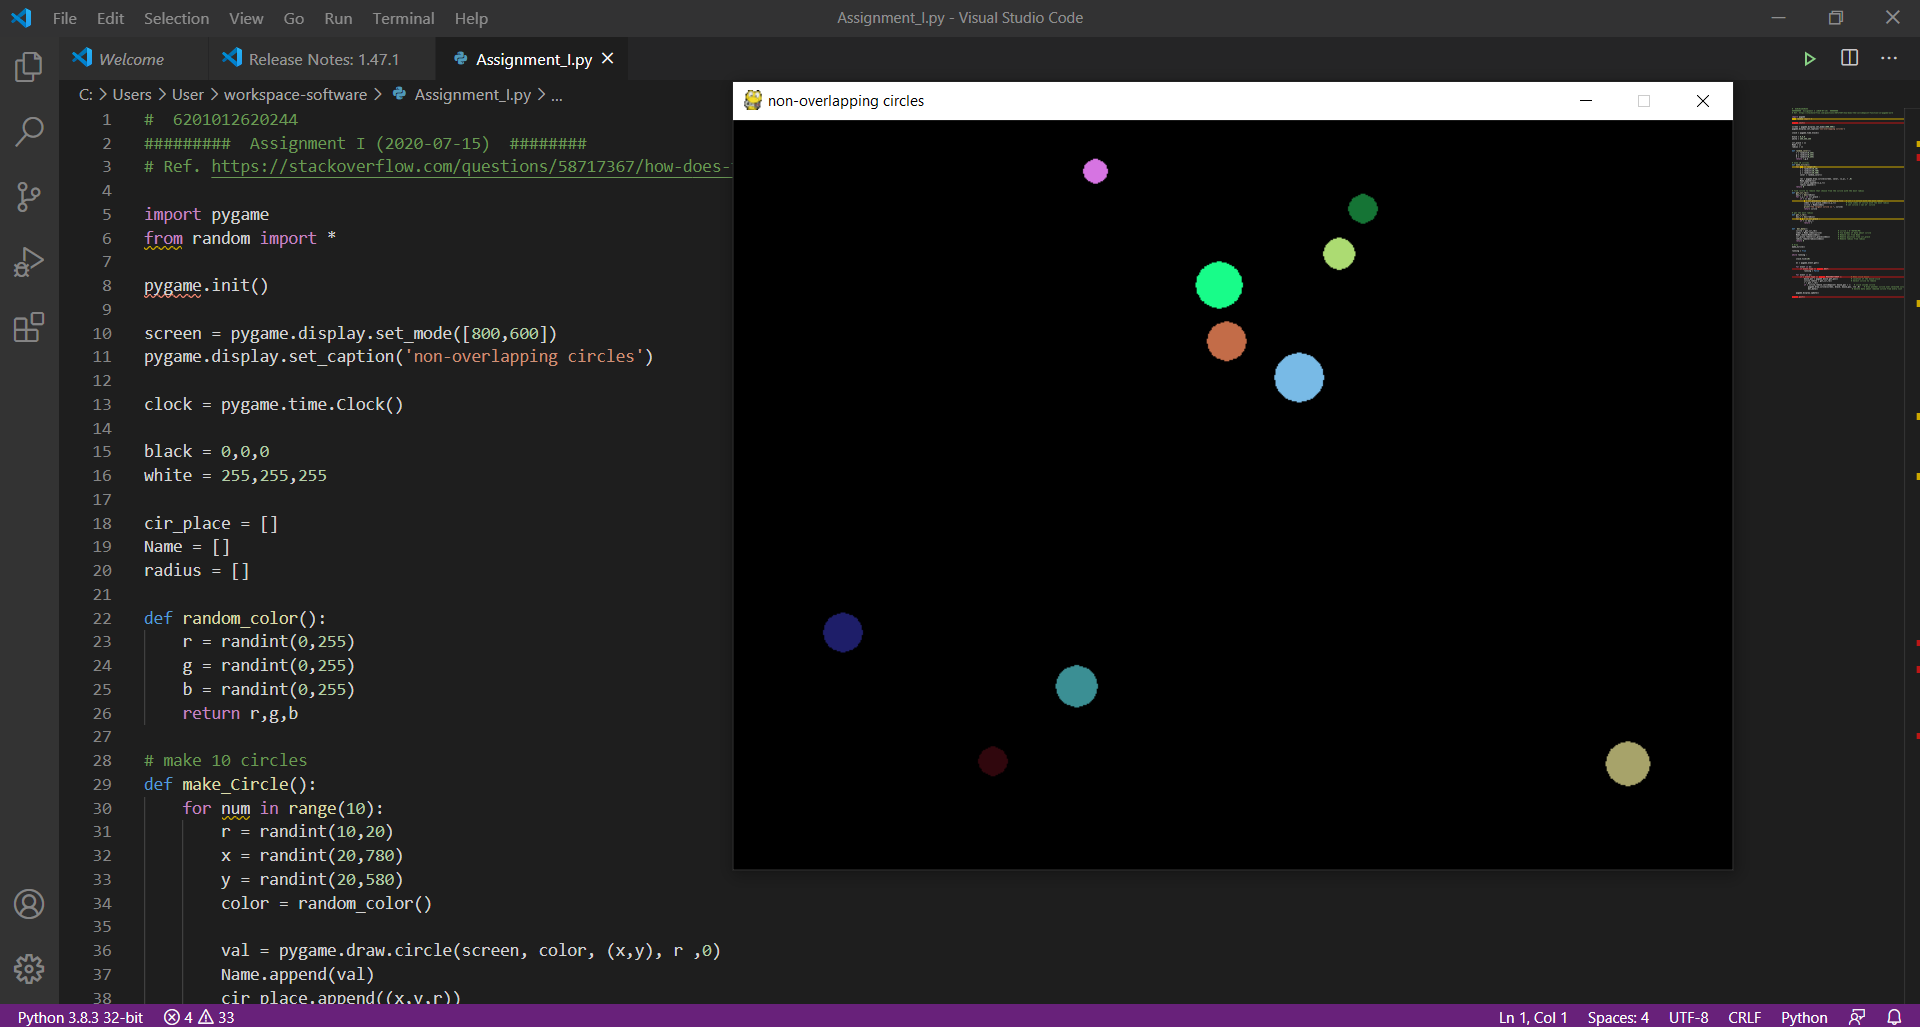 File Edit Selection View Go Run Terminal Help
Assignment_I.py - Visual Studio Code
Welcome
Release Notes: 1.47.1
Assignment_I.py
C: > Users > User > workspace-software > Assignment_I.py > ...
non-overlapping circles
1 # 6201012620244
2 ######### Assignment I (2020-07-15) ########
3 # Ref. https://stackoverflow.com/questions/58717367/how-does-
4
5 import pygame
6 from random import *
7
8 pygame.init()
9
10 screen = pygame.display.set_mode([800,600])
11 pygame.display.set_caption('non-overlapping circles')
12
13 clock = pygame.time.Clock()
14
15 black = 0,0,0
16 white = 255,255,255
17
18 cir_place = []
19 Name = []
20 radius = []
21
22 def random_color():
23 r = randint(0,255)
24 g = randint(0,255)
25 b = randint(0,255)
26 return r,g,b
27
28 # make 10 circles
29 def make_Circle():
30 for num in range(10):
31 r = randint(10,20)
32 x = randint(20,780)
33 y = randint(20,580)
34 color = random_color()
35
36 val = pygame.draw.circle(screen, color, (x,y), r ,0)
37 Name.append(val)
38 cir_place.append((x,y,r))
Python 3.8.3 32-bit 4 33
Ln 1, Col 1 Spaces: 4 UTF-8 CRLF Python